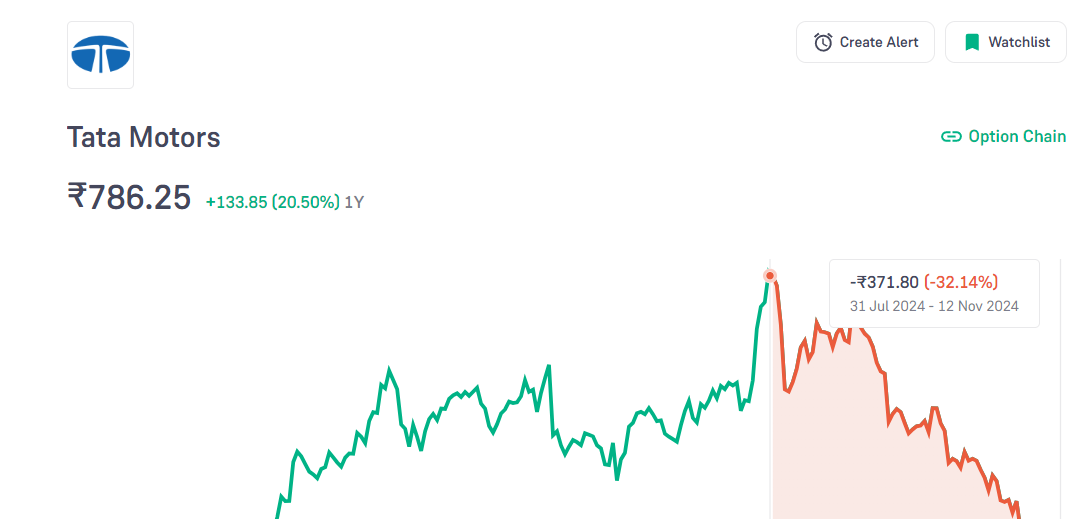 Create Alert
Watchlist
Tata Motors
Option Chain
₹786.25 +133.85 (20.50%) 1Y
-₹371.80 (-32.14%)
31 Jul 2024 - 12 Nov 2024